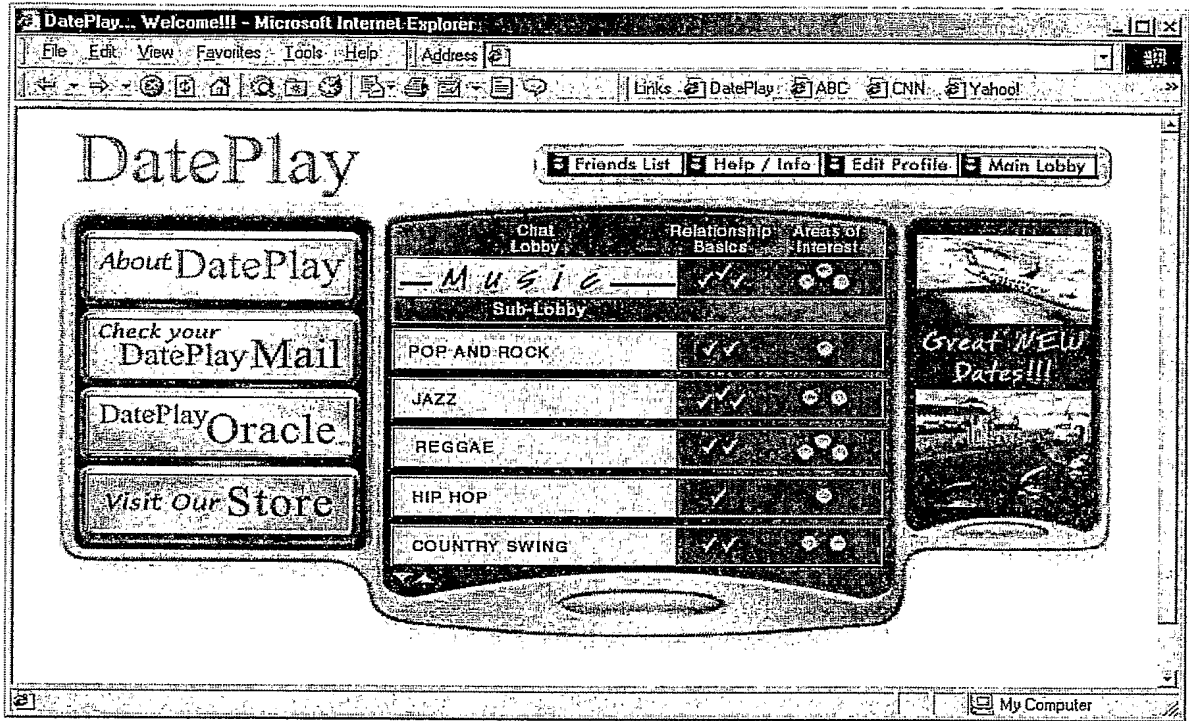 DatePlay... Welcome!!! - Microsoft Internet Explorer
File Edit View Favorites Tools Help Address
Links DatePlay ABC CNN Yahoo!
DatePlay
Friends List Help / Info Edit Profile Main Lobby
About DatePlay
Check your
DatePlay Mail
DatePlay Oracle
Visit Our Store
Chat
Lobby
Relationship
Basics
Areas of
Interest
Music
Sub-Lobby
POP AND ROCK
JAZZ
REGGAE
HIP HOP
COUNTRY SWING
Great NEW
Dates!!!
My Computer